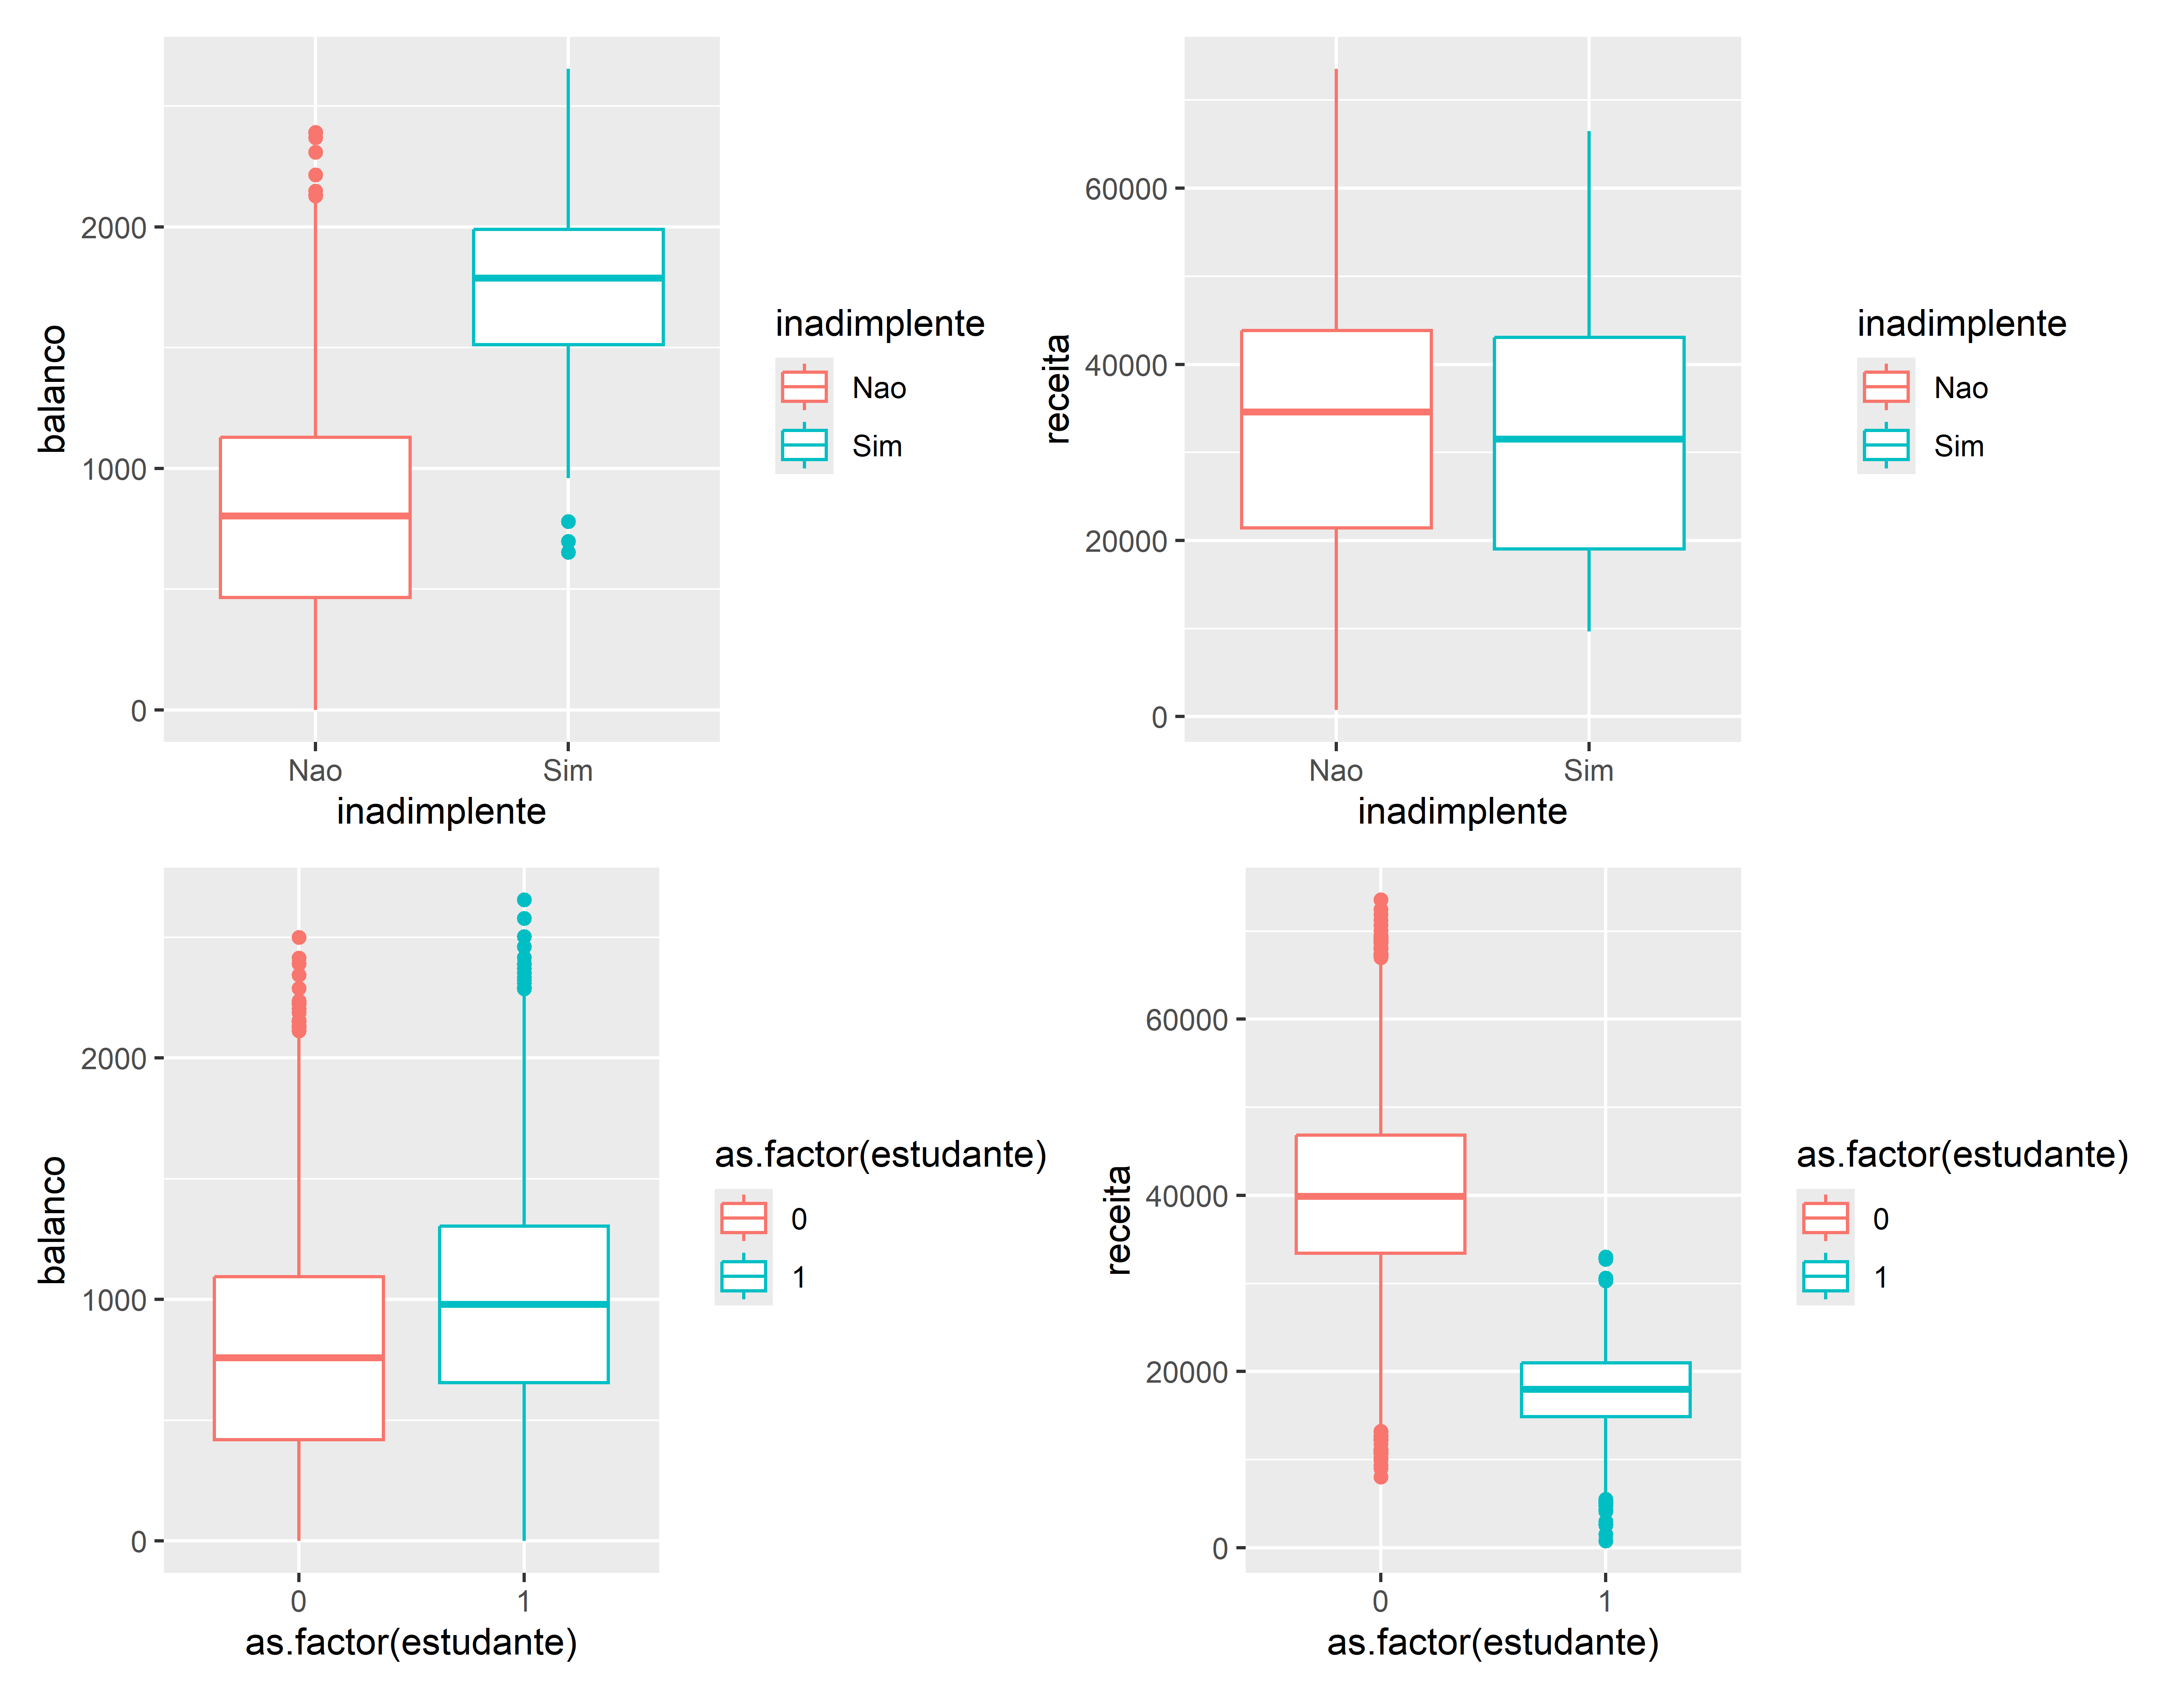 balanco
2000
1000
0
Nao Sim
inadimplente
inadimplente
Nao
Sim
receita
60000
40000
20000
0
Nao Sim
inadimplente
inadimplente
Nao
Sim
balanco
2000
1000
0
0 1
as.factor(estudante)
as.factor(estudante)
0
1
receita
60000
40000
20000
0
0 1
as.factor(estudante)
as.factor(estudante)
0
1